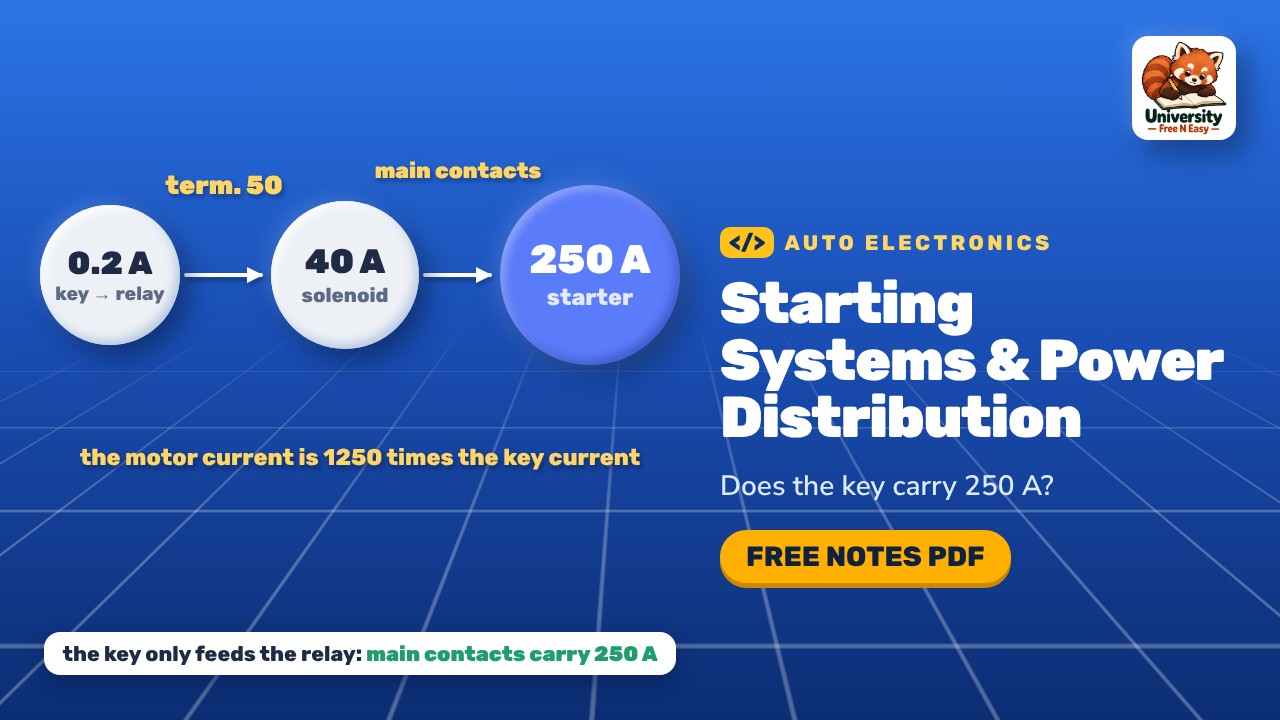 University
Free N Easy
term. 50
main contacts
0.2 A
key → relay
40 A
solenoid
250 A
starter
the motor current is 1250 times the key current
the key only feeds the relay: main contacts carry 250 A
</> AUTO ELECTRONICS
Starting
Systems & Power
Distribution
Does the key carry 250 A?
FREE NOTES PDF